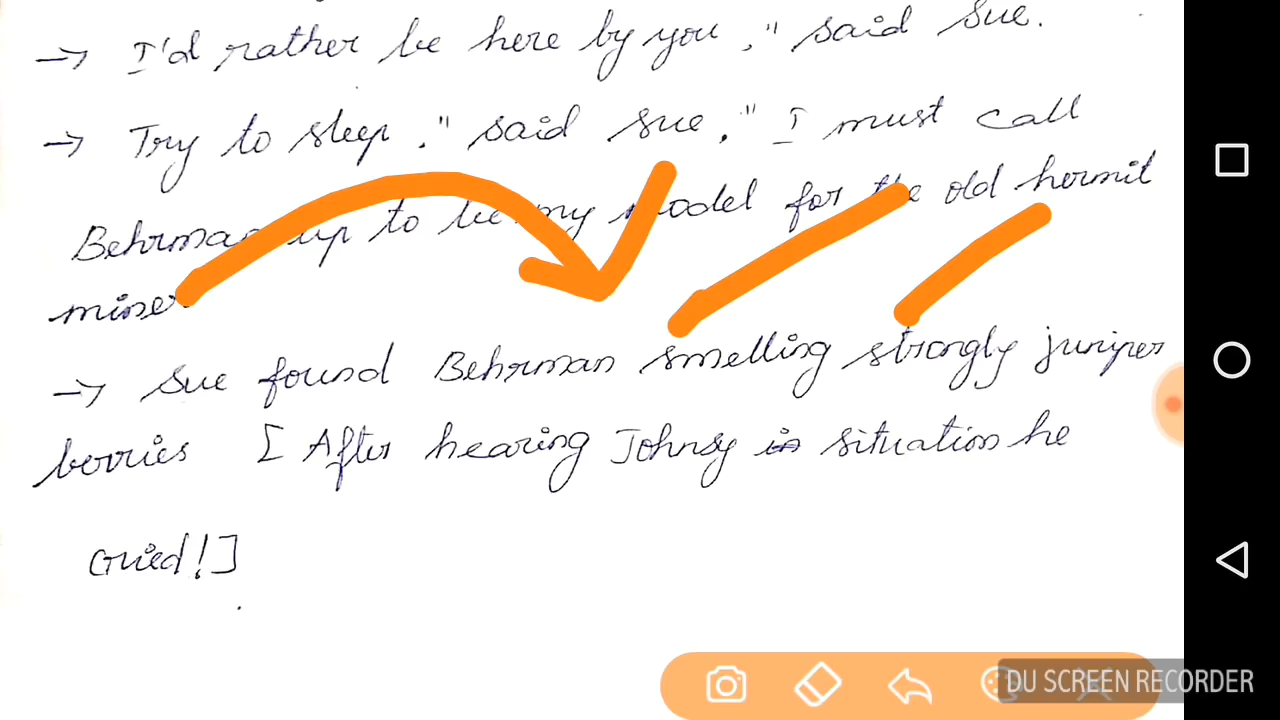 → I'd rather be here by you," said Sue.
→ Try to sleep," said Sue," I must call
Behrman up to be my model for the old hermit
miner
→ Sue found Behrman smelling strongly juniper
berries [After hearing Johnsy in situation he
cried!]
DU SCREEN RECORDER